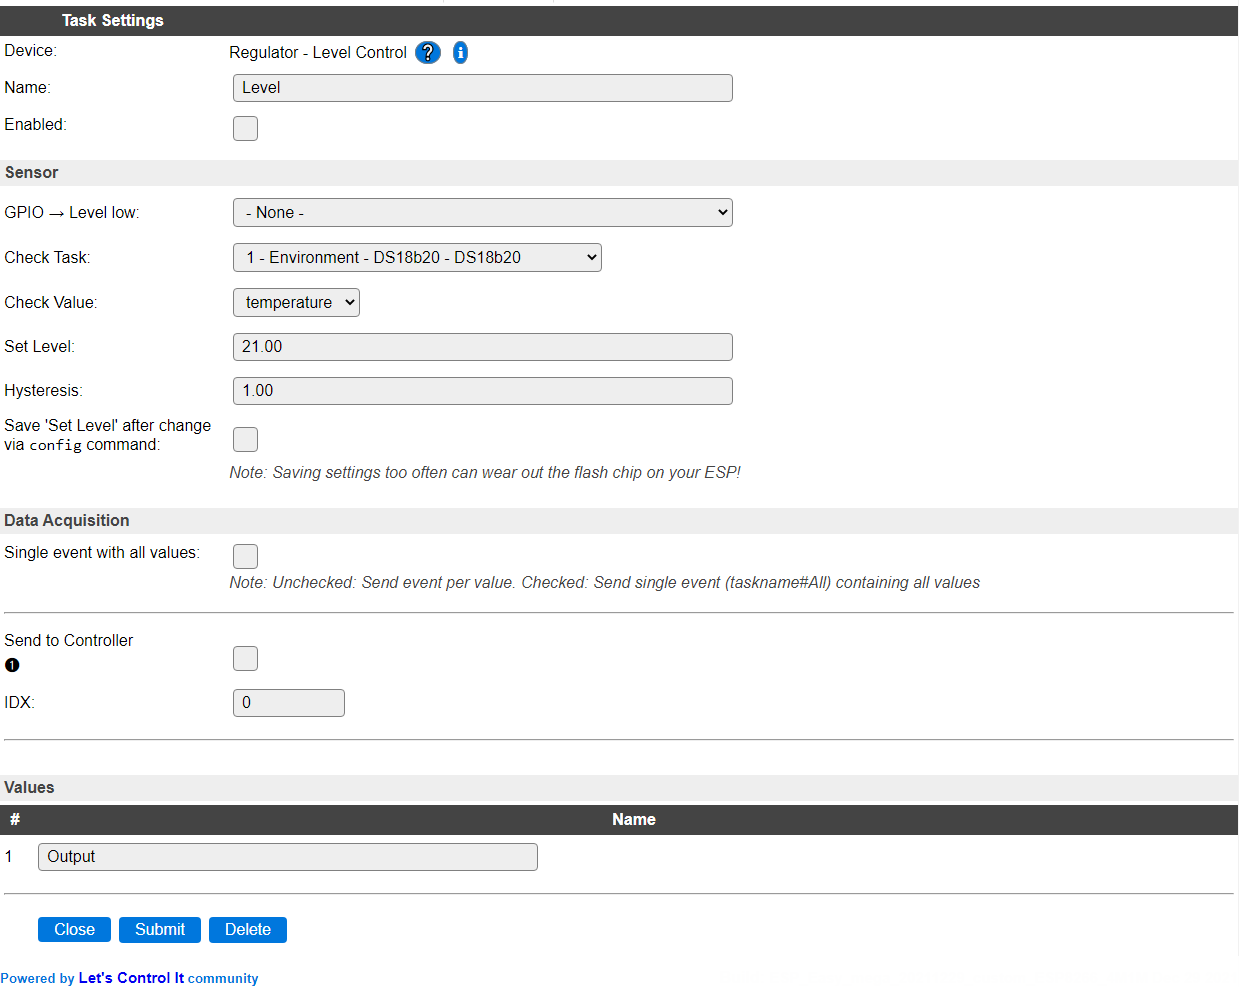 Task Settings
Device: Regulator - Level Control ? i
Name: Level
Enabled:
Sensor
GPIO → Level low: - None -
Check Task: 1 - Environment - DS18b20 - DS18b20
Check Value: temperature
Set Level: 21.00
Hysteresis: 1.00
Save 'Set Level' after change
via config command:
Note: Saving settings too often can wear out the flash chip on your ESP!
Data Acquisition
Single event with all values:
Note: Unchecked: Send event per value. Checked: Send single event (taskname#All) containing all values
Send to Controller
❶
IDX: 0
Values
# Name
1 Output
Close Submit Delete
Powered by Let's Control It community